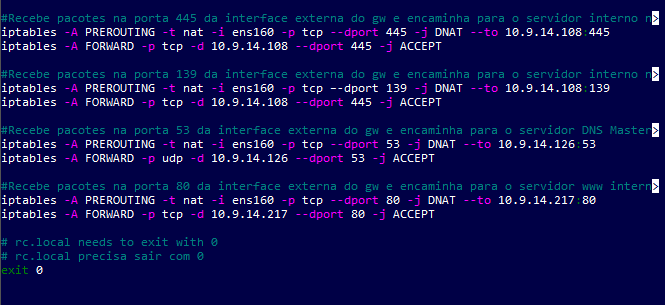 #Recebe pacotes na porta 445 da interface externa do gw e encaminha para o servidor interno n>
iptables -A PREROUTING -t nat -i ens160 -p tcp --dport 445 -j DNAT --to 10.9.14.108:445
iptables -A FORWARD -p tcp -d 10.9.14.108 --dport 445 -j ACCEPT
#Recebe pacotes na porta 139 da interface externa do gw e encaminha para o servidor interno n>
iptables -A PREROUTING -t nat -i ens160 -p tcp --dport 139 -j DNAT --to 10.9.14.108:139
iptables -A FORWARD -p tcp -d 10.9.14.108 --dport 445 -j ACCEPT
#Recebe pacotes na porta 53 da interface externa do gw e encaminha para o servidor DNS Master>
iptables -A PREROUTING -t nat -i ens160 -p tcp --dport 53 -j DNAT --to 10.9.14.126:53
iptables -A FORWARD -p udp -d 10.9.14.126 --dport 53 -j ACCEPT
#Recebe pacotes na porta 80 da interface externa do gw e encaminha para o servidor www intern>
iptables -A PREROUTING -t nat -i ens160 -p tcp --dport 80 -j DNAT --to 10.9.14.217:80
iptables -A FORWARD -p tcp -d 10.9.14.217 --dport 80 -j ACCEPT
# rc.local needs to exit with 0
# rc.local precisa sair com 0
exit 0